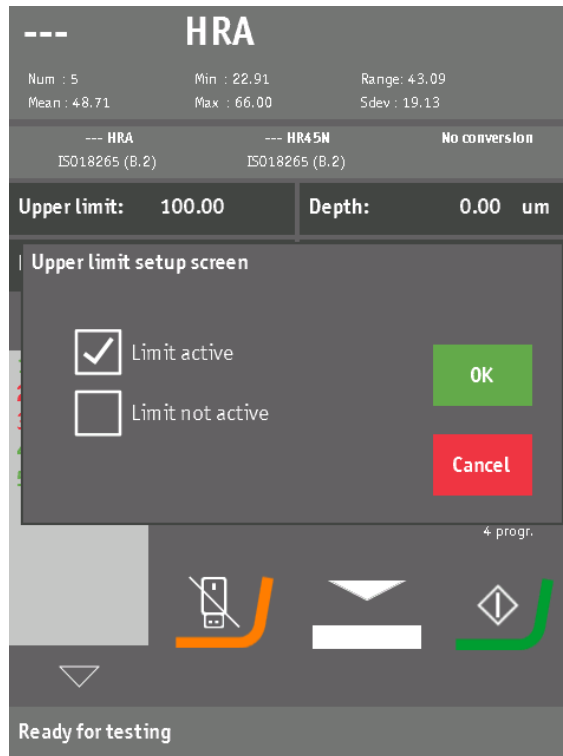 --- HRA
Num : 5 Min : 22.91 Range: 43.09
Mean : 48.71 Max : 66.00 Sdev : 19.13
--- HRA --- HR45N No conversion
ISO18265 (B.2) ISO18265 (B.2)
Upper limit: 100.00 Depth: 0.00 um
Upper limit setup screen
Limit active
OK
Limit not active
Cancel
4 progr.
Ready for testing